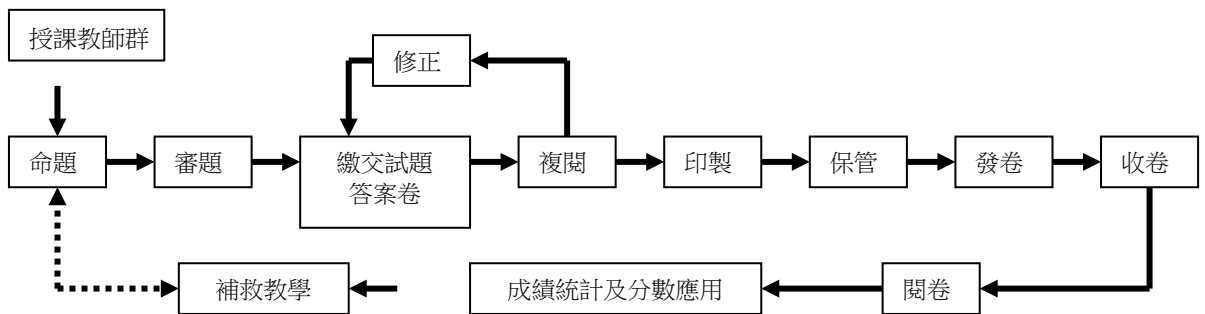 授課教師群
修正
命題
審題
繳交試題
答案卷
複閱
印製
保管
發卷
收卷
補救教學
成績統計及分數應用
閱卷